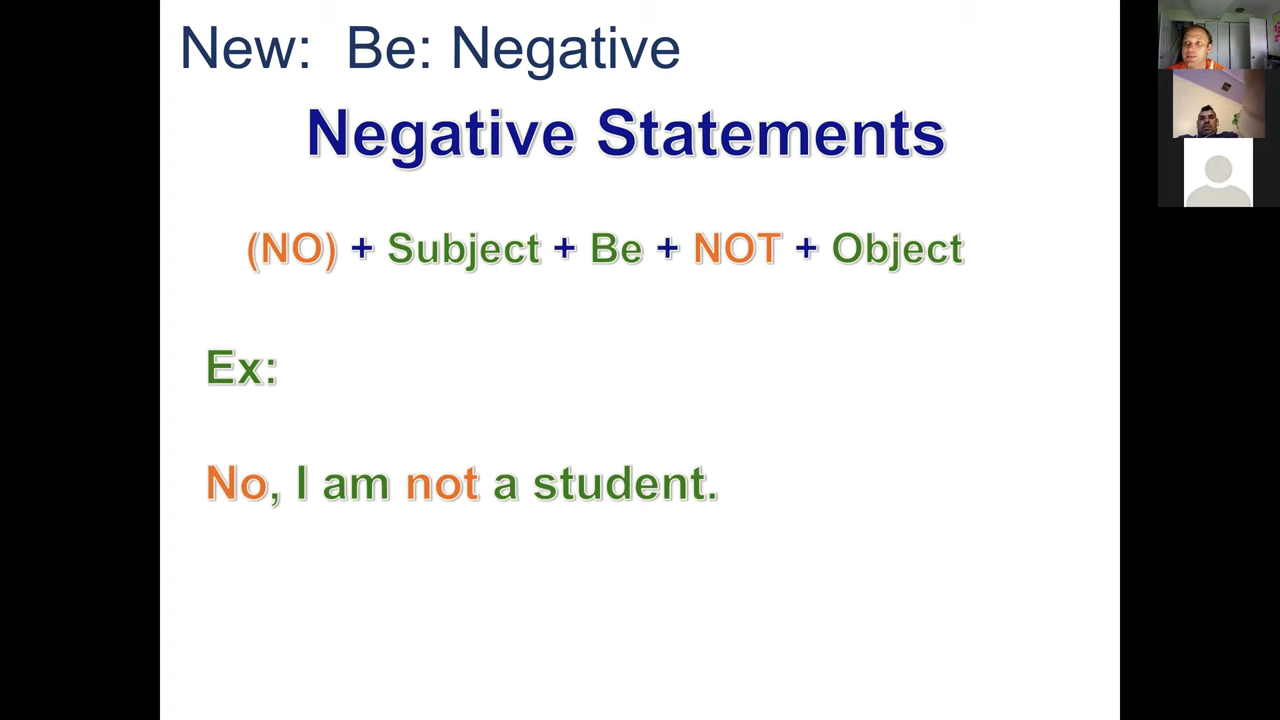 New: Be: Negative
Negative Statements
(NO) + Subject + Be + NOT + Object
Ex:
No, I am not a student.